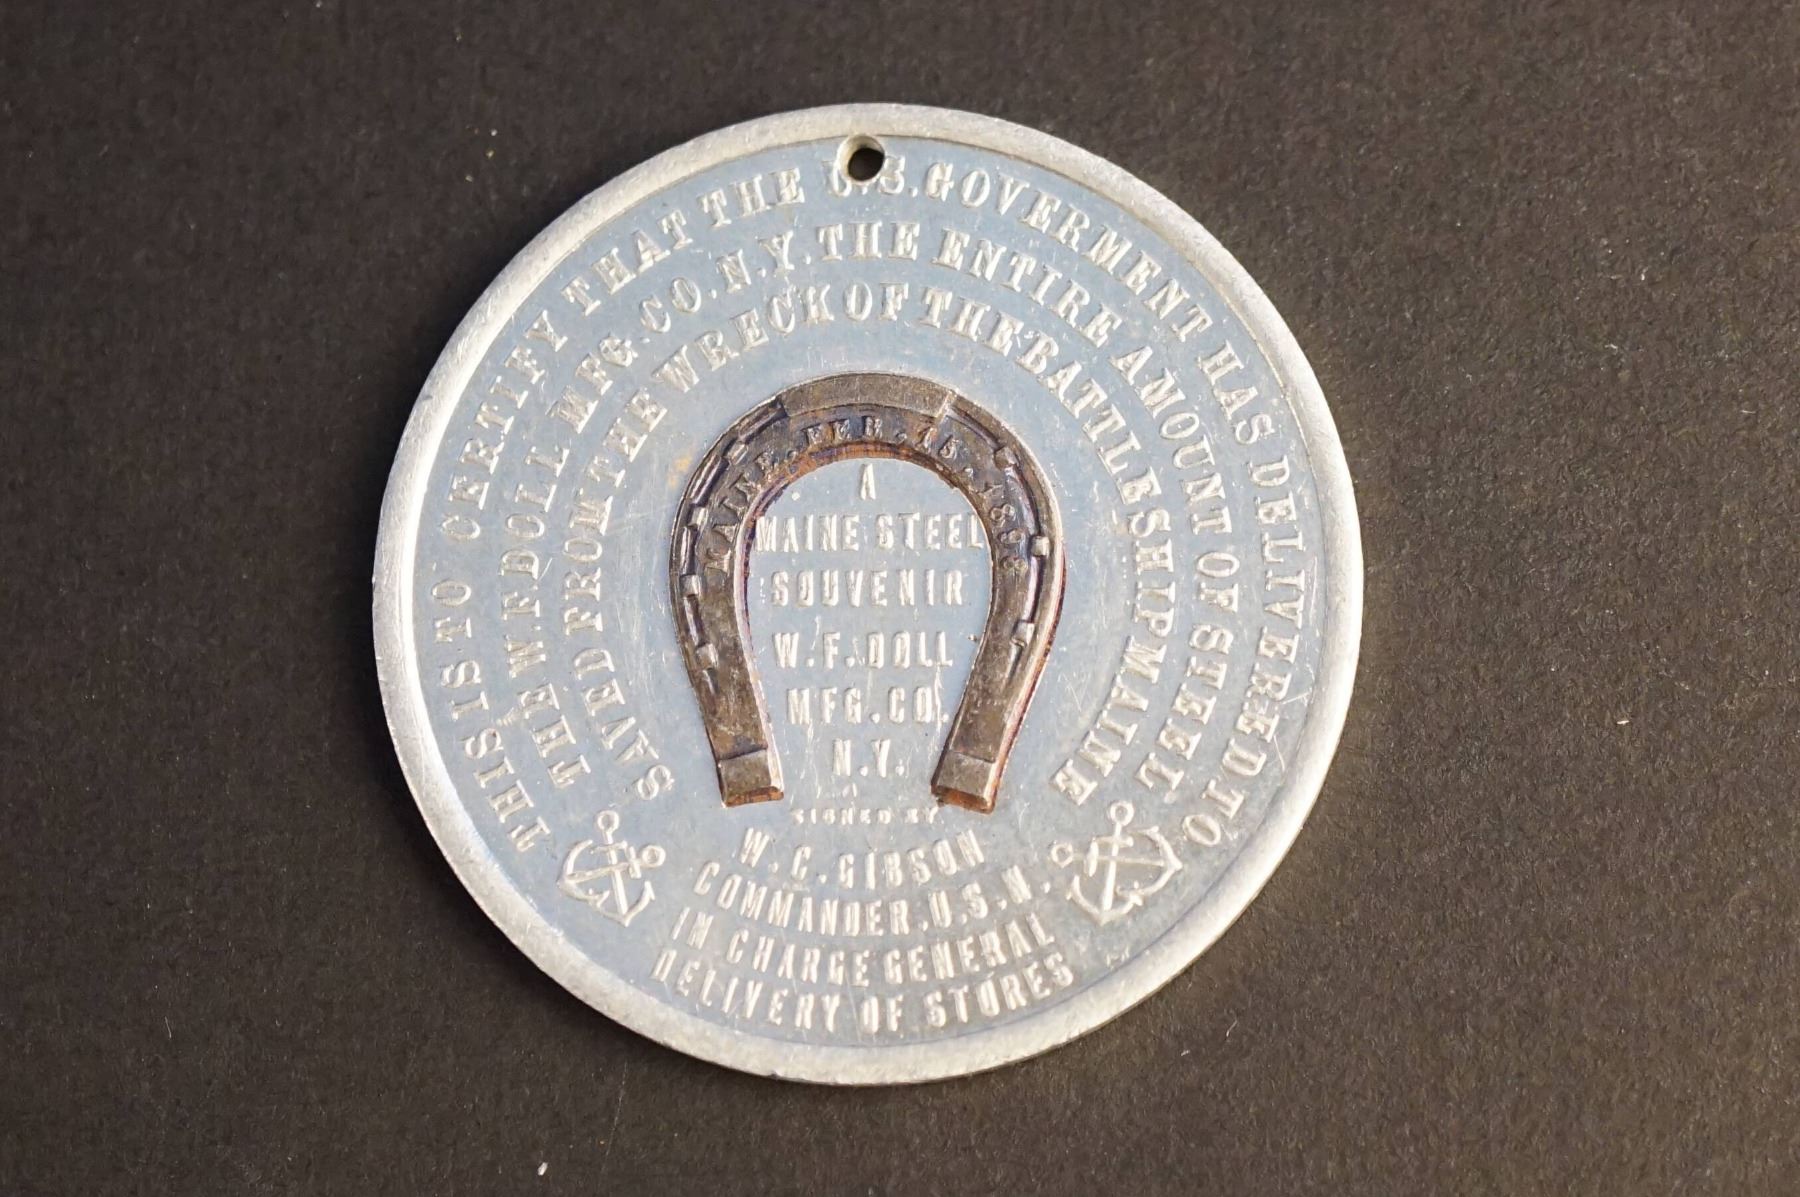 THIS IS TO CERTIFY THAT THE U.S. GOVERMENT HAS DELIVERED. TO
THE W.F. DOLL MFG. CO. N.Y. THE ENTIRE AMOUNT OF STEEL
SAVED FROM THE WRECK OF THE BATTLESHIP MAINE
MAINE. FEB. 15. 1898
A
MAINE STEEL
SOUVENIR
W. F. DOLL
MFG. CO.
N.Y.
SIGNED BY
W. C. GIBSON
COMMANDER. U.S.N.
IN CHARGE GENERAL
DELIVERY OF STORES